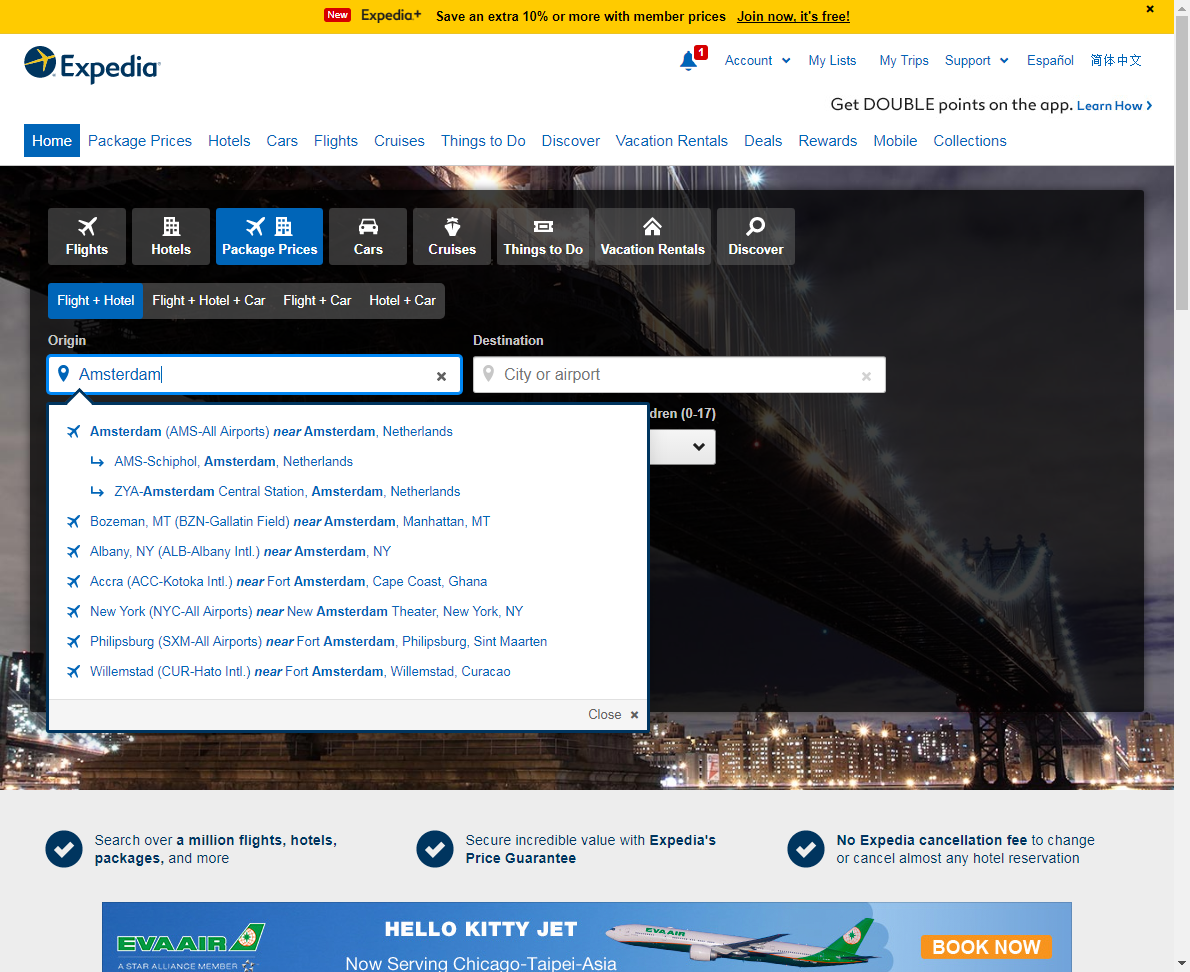 New Expedia+ Save an extra 10% or more with member prices Join now, it's free!
Expedia
1 Account My Lists My Trips Support Español 简体中文
Get DOUBLE points on the app. Learn How
Home Package Prices Hotels Cars Flights Cruises Things to Do Discover Vacation Rentals Deals Rewards Mobile Collections
Flights Hotels Package Prices Cars Cruises Things to Do Vacation Rentals Discover
Flight + Hotel Flight + Hotel + Car Flight + Car Hotel + Car
Origin Destination
Amsterdam City or airport
dren (0-17)
Amsterdam (AMS-All Airports) near Amsterdam, Netherlands
AMS-Schiphol, Amsterdam, Netherlands
ZYA-Amsterdam Central Station, Amsterdam, Netherlands
Bozeman, MT (BZN-Gallatin Field) near Amsterdam, Manhattan, MT
Albany, NY (ALB-Albany Intl.) near Amsterdam, NY
Accra (ACC-Kotoka Intl.) near Fort Amsterdam, Cape Coast, Ghana
New York (NYC-All Airports) near New Amsterdam Theater, New York, NY
Philipsburg (SXM-All Airports) near Fort Amsterdam, Philipsburg, Sint Maarten
Willemstad (CUR-Hato Intl.) near Fort Amsterdam, Willemstad, Curacao
Close
Search over a million flights, hotels,
packages, and more
Secure incredible value with Expedia's
Price Guarantee
No Expedia cancellation fee to change
or cancel almost any hotel reservation
EVA AIR
A STAR ALLIANCE MEMBER
HELLO KITTY JET
Now Serving Chicago-Taipei-Asia
EVA AIR
BOOK NOW